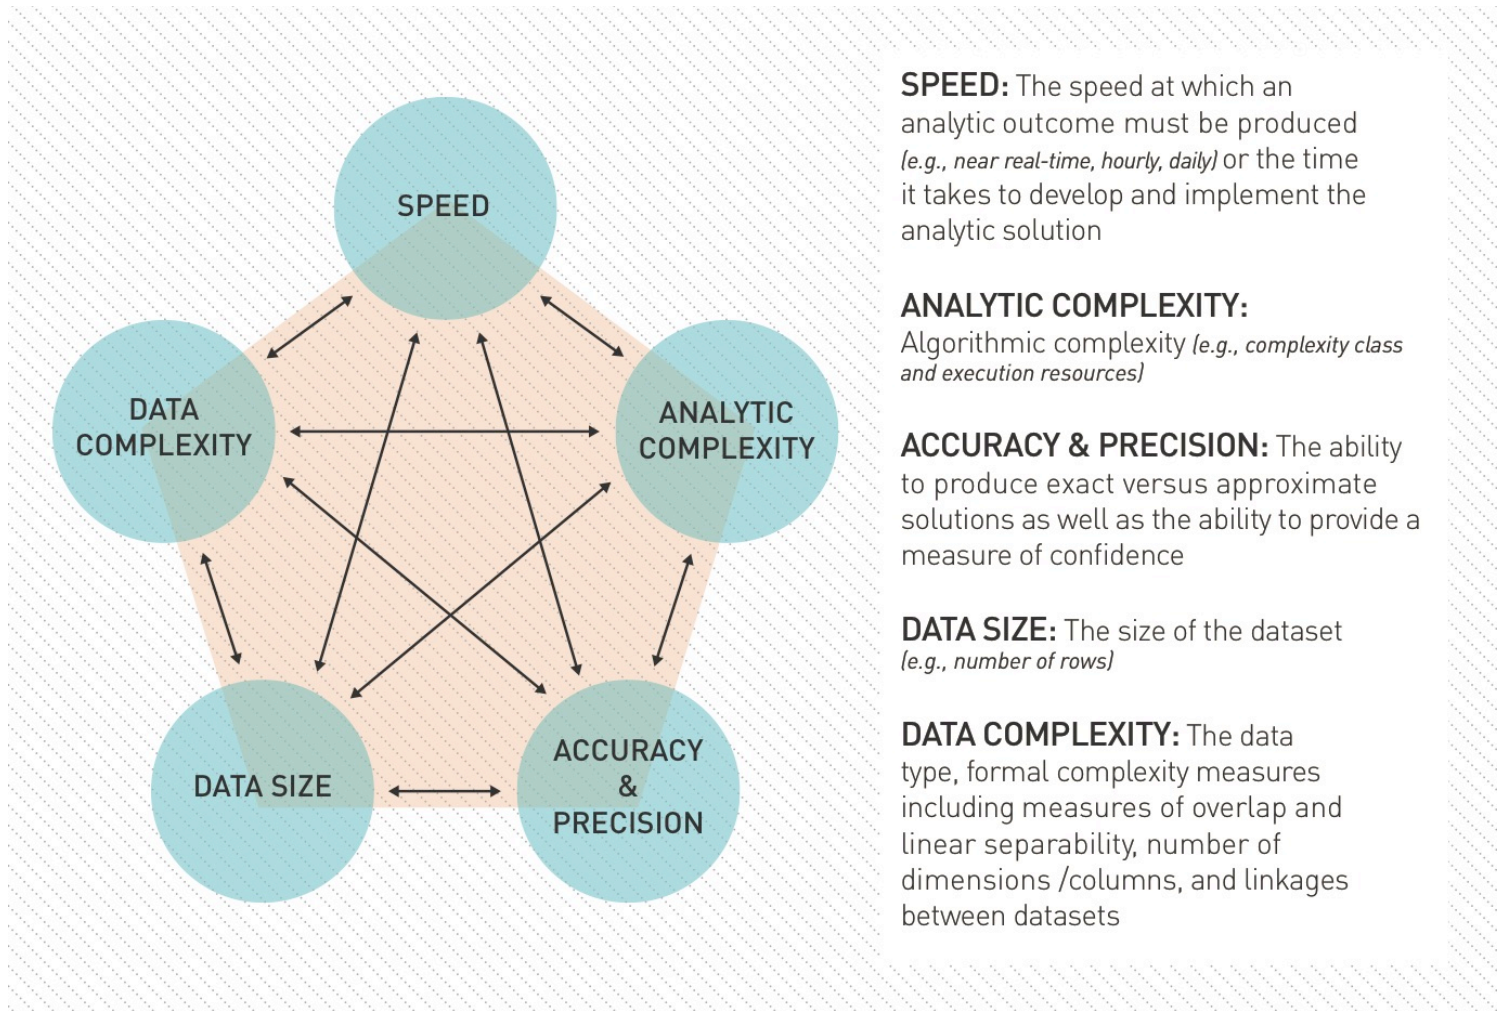 SPEED
DATA
COMPLEXITY
ANALYTIC
COMPLEXITY
DATA SIZE
ACCURACY
&
PRECISION
SPEED: The speed at which an
analytic outcome must be produced
(e.g., near real-time, hourly, daily) or the time
it takes to develop and implement the
analytic solution
ANALYTIC COMPLEXITY:
Algorithmic complexity (e.g., complexity class
and execution resources)
ACCURACY & PRECISION: The ability
to produce exact versus approximate
solutions as well as the ability to provide a
measure of confidence
DATA SIZE: The size of the dataset
(e.g., number of rows)
DATA COMPLEXITY: The data
type, formal complexity measures
including measures of overlap and
linear separability, number of
dimensions /columns, and linkages
between datasets